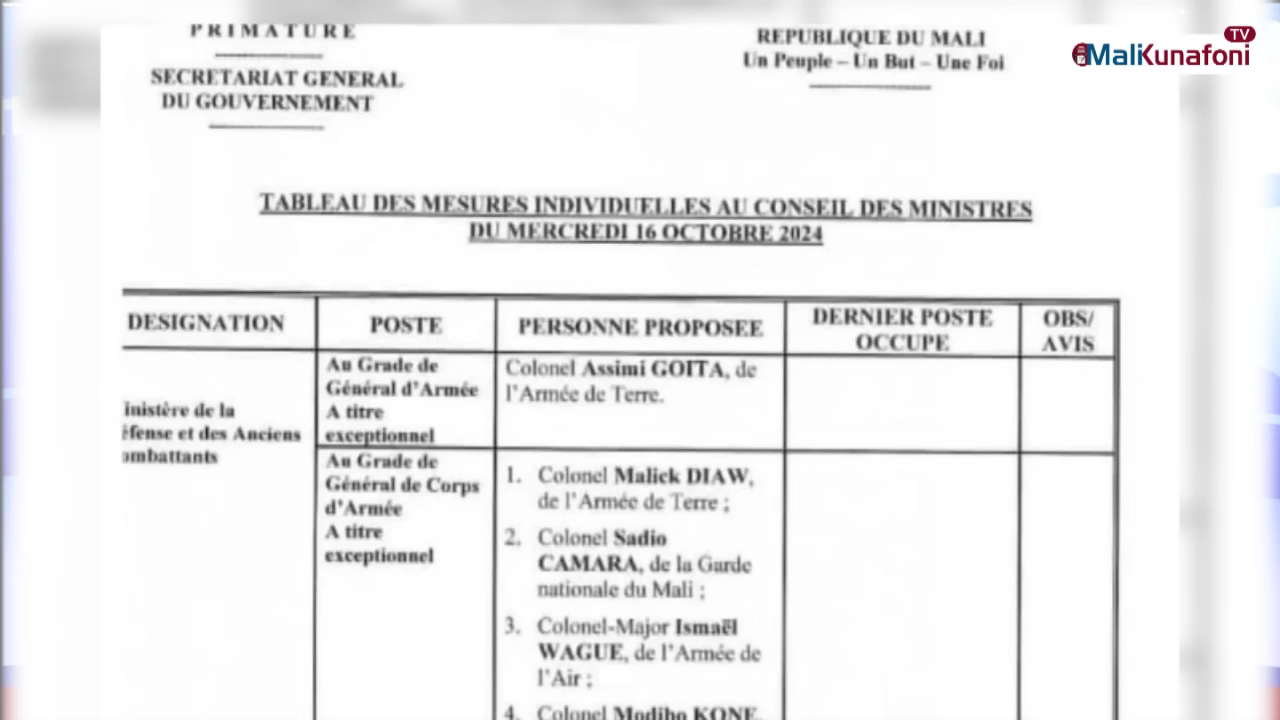 PRIMATURE
SECRETARIAT GENERAL
DU GOUVERNEMENT
REPUBLIQUE DU MALI
Un Peuple – Un But – Une Foi
MaliKunafoni TV
TABLEAU DES MESURES INDIVIDUELLES AU CONSEIL DES MINISTRES
DU MERCREDI 16 OCTOBRE 2024
DESIGNATION
POSTE
PERSONNE PROPOSEE
DERNIER POSTE
OCCUPE
OBS/
AVIS
inistère de la
éfense et des Anciens
ombattants
Au Grade de
Général d'Armée
A titre
exceptionnel
Colonel Assimi GOITA, de
l'Armée de Terre.
Au Grade de
Général de Corps
d'Armée
A titre
exceptionnel
1. Colonel Malick DIAW,
de l'Armée de Terre ;
2. Colonel Sadio
CAMARA, de la Garde
nationale du Mali ;
3. Colonel-Major Ismaël
WAGUE, de l'Armée de
l'Air ;
4. Colonel Modibo KONE,